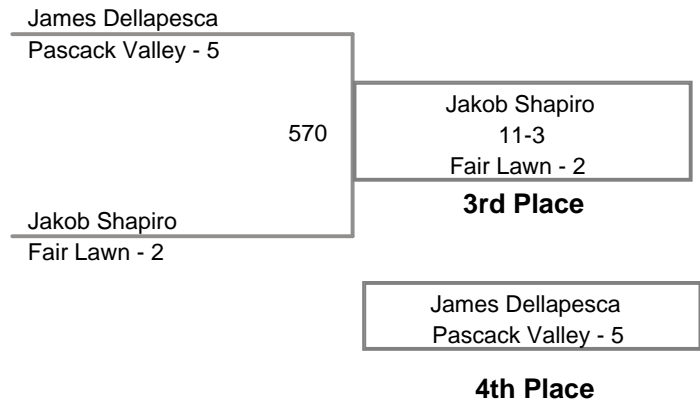 James Dellapesca
Pascack Valley - 5
570
Jakob Shapiro
11-3
Fair Lawn - 2
3rd Place
Jakob Shapiro
Fair Lawn - 2
James Dellapesca
Pascack Valley - 5
4th Place